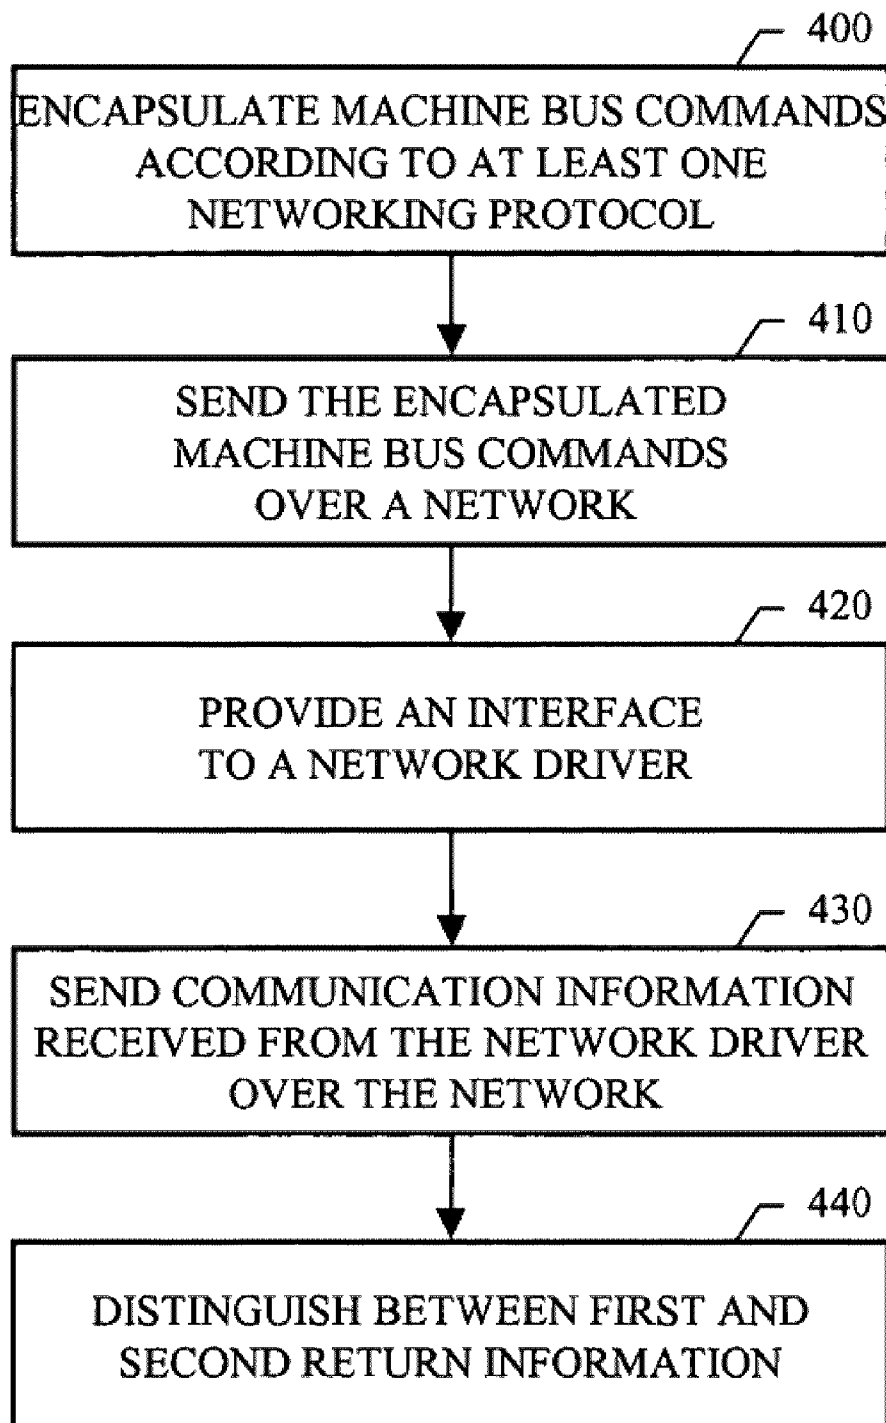 400
ENCAPSULATE MACHINE BUS COMMANDS
ACCORDING TO AT LEAST ONE
NETWORKING PROTOCOL
410
SEND THE ENCAPSULATED
MACHINE BUS COMMANDS
OVER A NETWORK
420
PROVIDE AN INTERFACE
TO A NETWORK DRIVER
430
SEND COMMUNICATION INFORMATION
RECEIVED FROM THE NETWORK DRIVER
OVER THE NETWORK
440
DISTINGUISH BETWEEN FIRST AND
SECOND RETURN INFORMATION